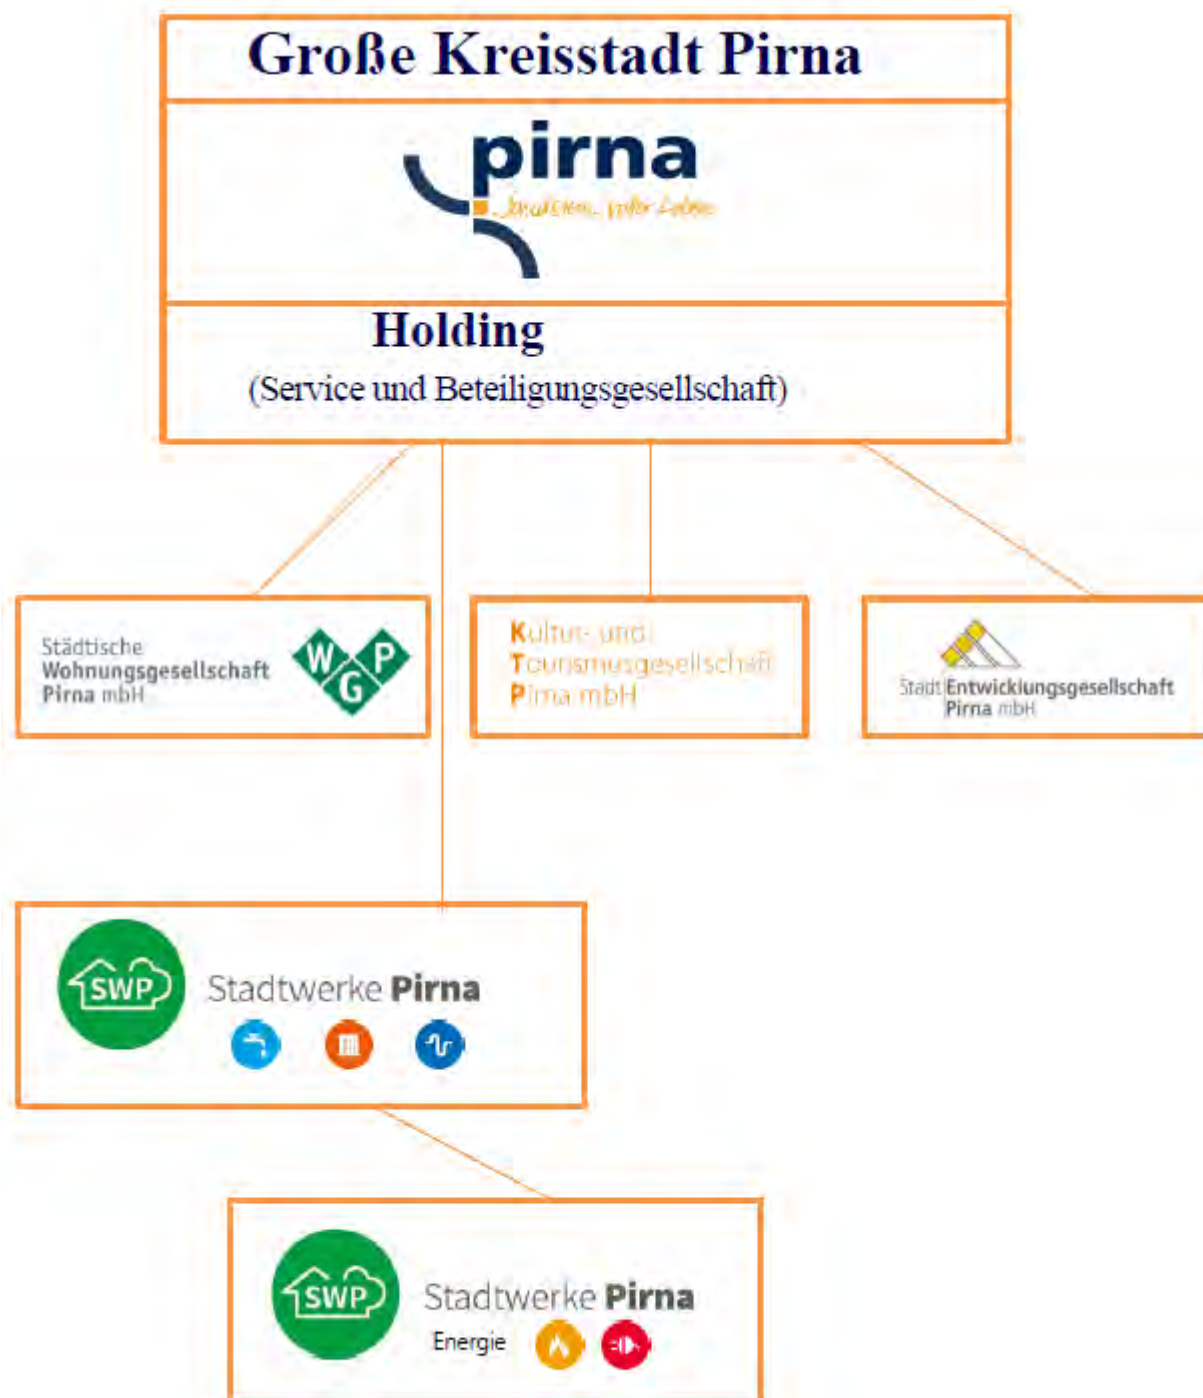 Große Kreisstadt Pirna
pirna
Holding
(Service und Beteiligungsgesellschaft)
Städtische
Wohnungsgesellschaft
Pirna mbH
W P
G
Kultur- und
Tourismusgesellschaft
Pirna mbH
Stadt Entwicklungsgesellschaft
Pirna mbH
SWP
Stadtwerke Pirna
SWP
Stadtwerke Pirna
Energie